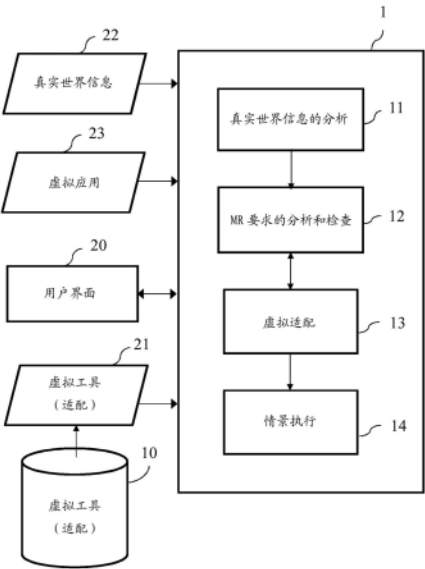 1
22
真实世界信息
11
真实世界信息的分析
23
虚拟应用
12
MR 要求的分析和检查
20
用户界面
13
虚拟适配
21
虚拟工具
（适配）
14
情景执行
10
虚拟工具
（适配）